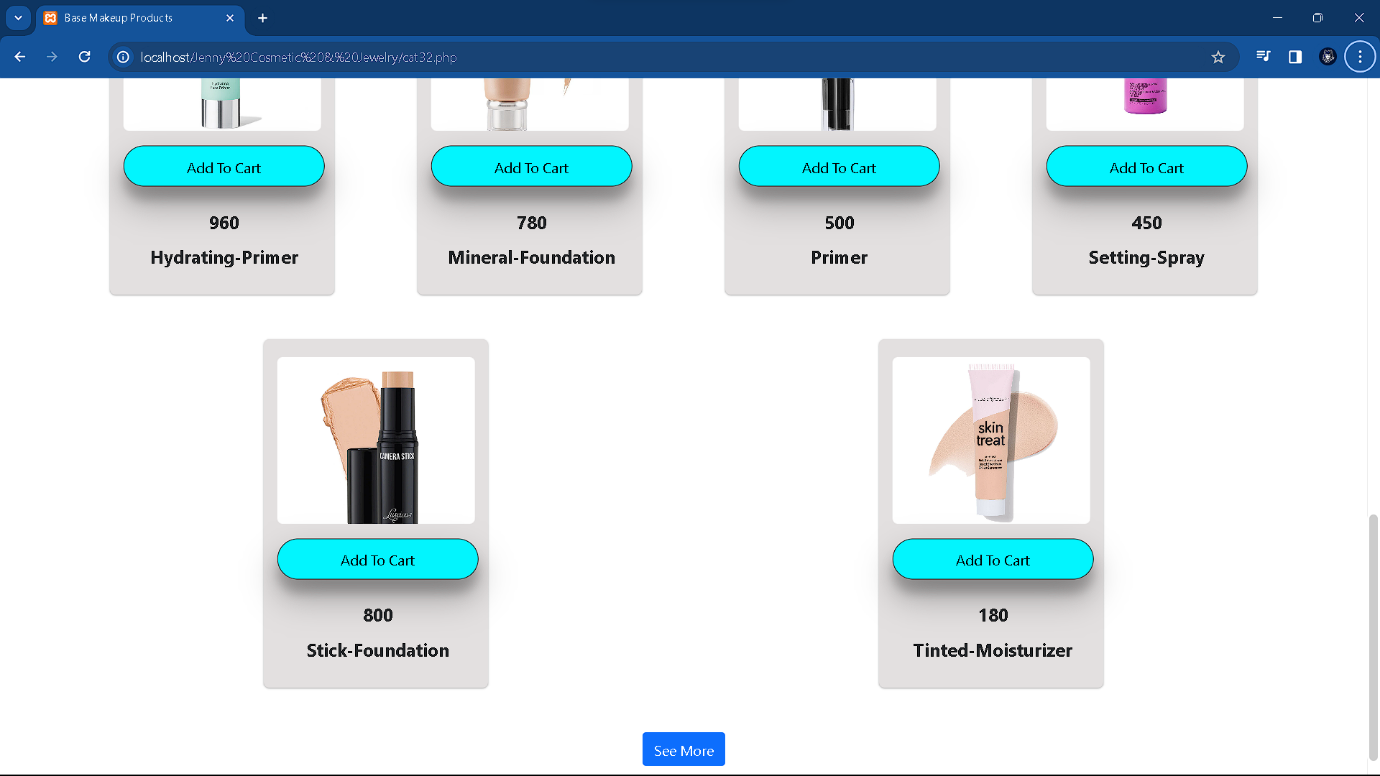 Base Makeup Products
localhost/Jenny%20Cosmetic%20&%20Jewelry/cat32.php
Add To Cart
Add To Cart
Add To Cart
Add To Cart
960
780
500
450
Hydrating-Primer
Mineral-Foundation
Primer
Setting-Spray
CAMERA STICK
skin
treat
Add To Cart
Add To Cart
800
180
Stick-Foundation
Tinted-Moisturizer
See More